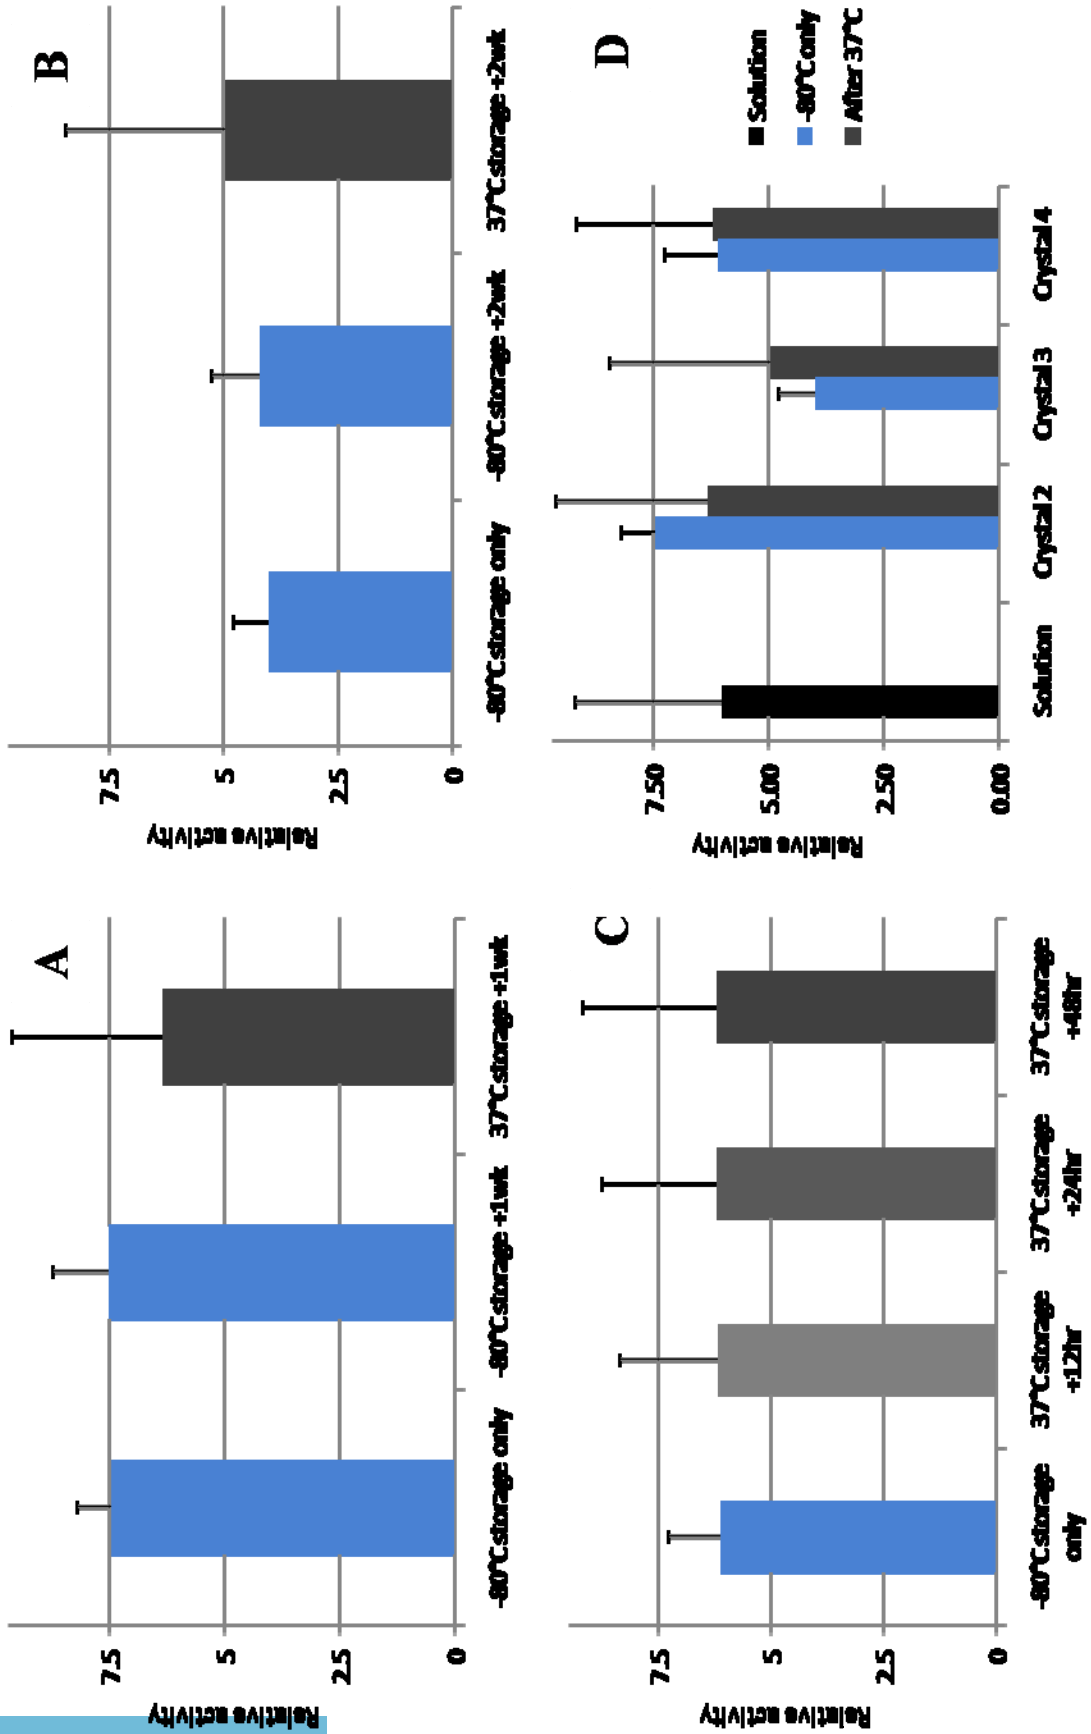 A
Relative activity
7.5
5
2.5
0
-80°C storage only
-80°C storage +1wk
37°C storage +1wk
B
Relative activity
7.5
5
2.5
0
-80°C storage only
-80°C storage +2wk
37°C storage +2wk
C
Relative activity
7.5
5
2.5
0
-80°C storage
only
37°C storage
+12hr
37°C storage
+24hr
37°C storage
+48hr
D
Relative activity
7.50
5.00
2.50
0.00
Solution
Crystal 2
Crystal 3
Crystal 4
Solution
-80°C only
After 37°C